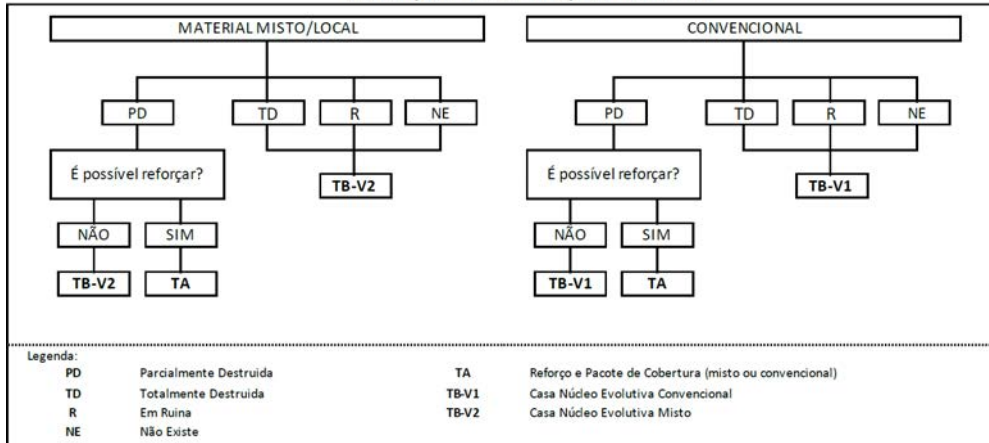 MATERIAL MISTO/LOCAL
PD
TD
R
NE
É possível reforçar?
TB-V2
NÃO
SIM
TB-V2
TA
CONVENCIONAL
PD
TD
R
NE
É possível reforçar?
TB-V1
NÃO
SIM
TB-V1
TA
Legenda:
PD Parcialmente Destruida
TD Totalmente Destruida
R Em Ruina
NE Não Existe
TA Reforço e Pacote de Cobertura (misto ou convencional)
TB-V1 Casa Núcleo Evolutiva Convencional
TB-V2 Casa Núcleo Evolutiva Misto